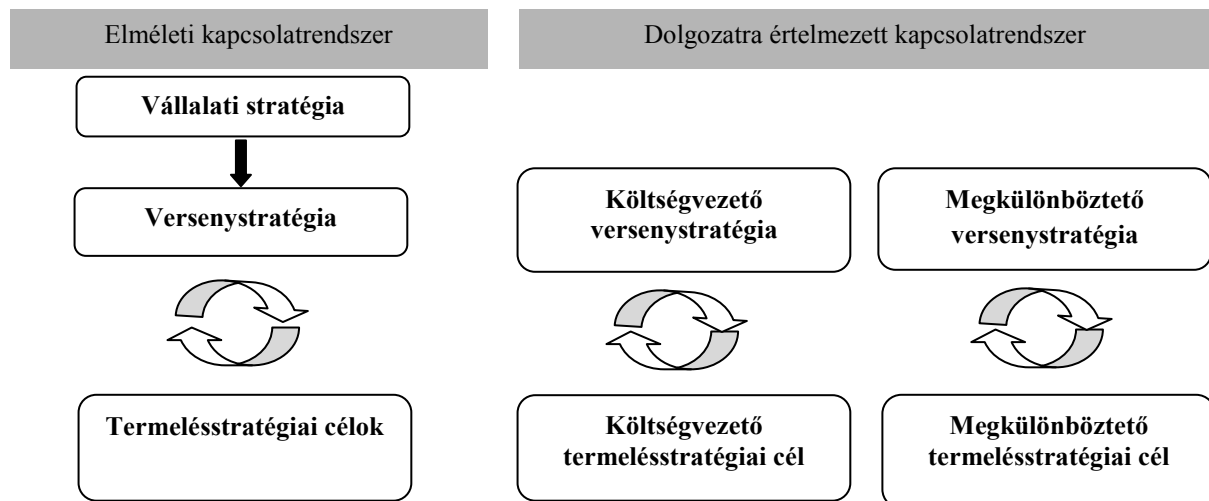 Elméleti kapcsolatrendszer
Dolgozatra értelmezett kapcsolatrendszer
Vállalati stratégia
Versenystratégia
Költségvezető
versenystratégia
Megkülönböztető
versenystratégia
Termelésstratégiai célok
Költségvezető
termelésstratégiai cél
Megkülönböztető
termelésstratégiai cél